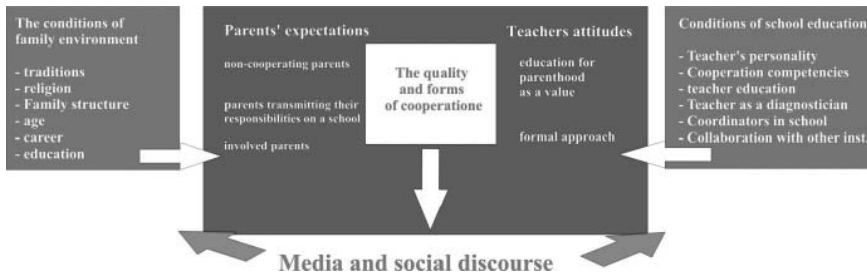 The conditions of
family environment
- traditions
- religion
- Family structure
- age
- career
- education
Parents' expectations
non-cooperating parents
parents transmitting their
responsibilities on a school
involved parents
The quality
and forms
of cooperatione
Teachers attitudes
education for
parenthood
as a value
formal approach
Conditions of school education
- Teacher's personality
- Cooperation competencies
- teacher education
- Teacher as a diagnostician
- Coordinators in school
- Collaboration with other inst.
Media and social discourse